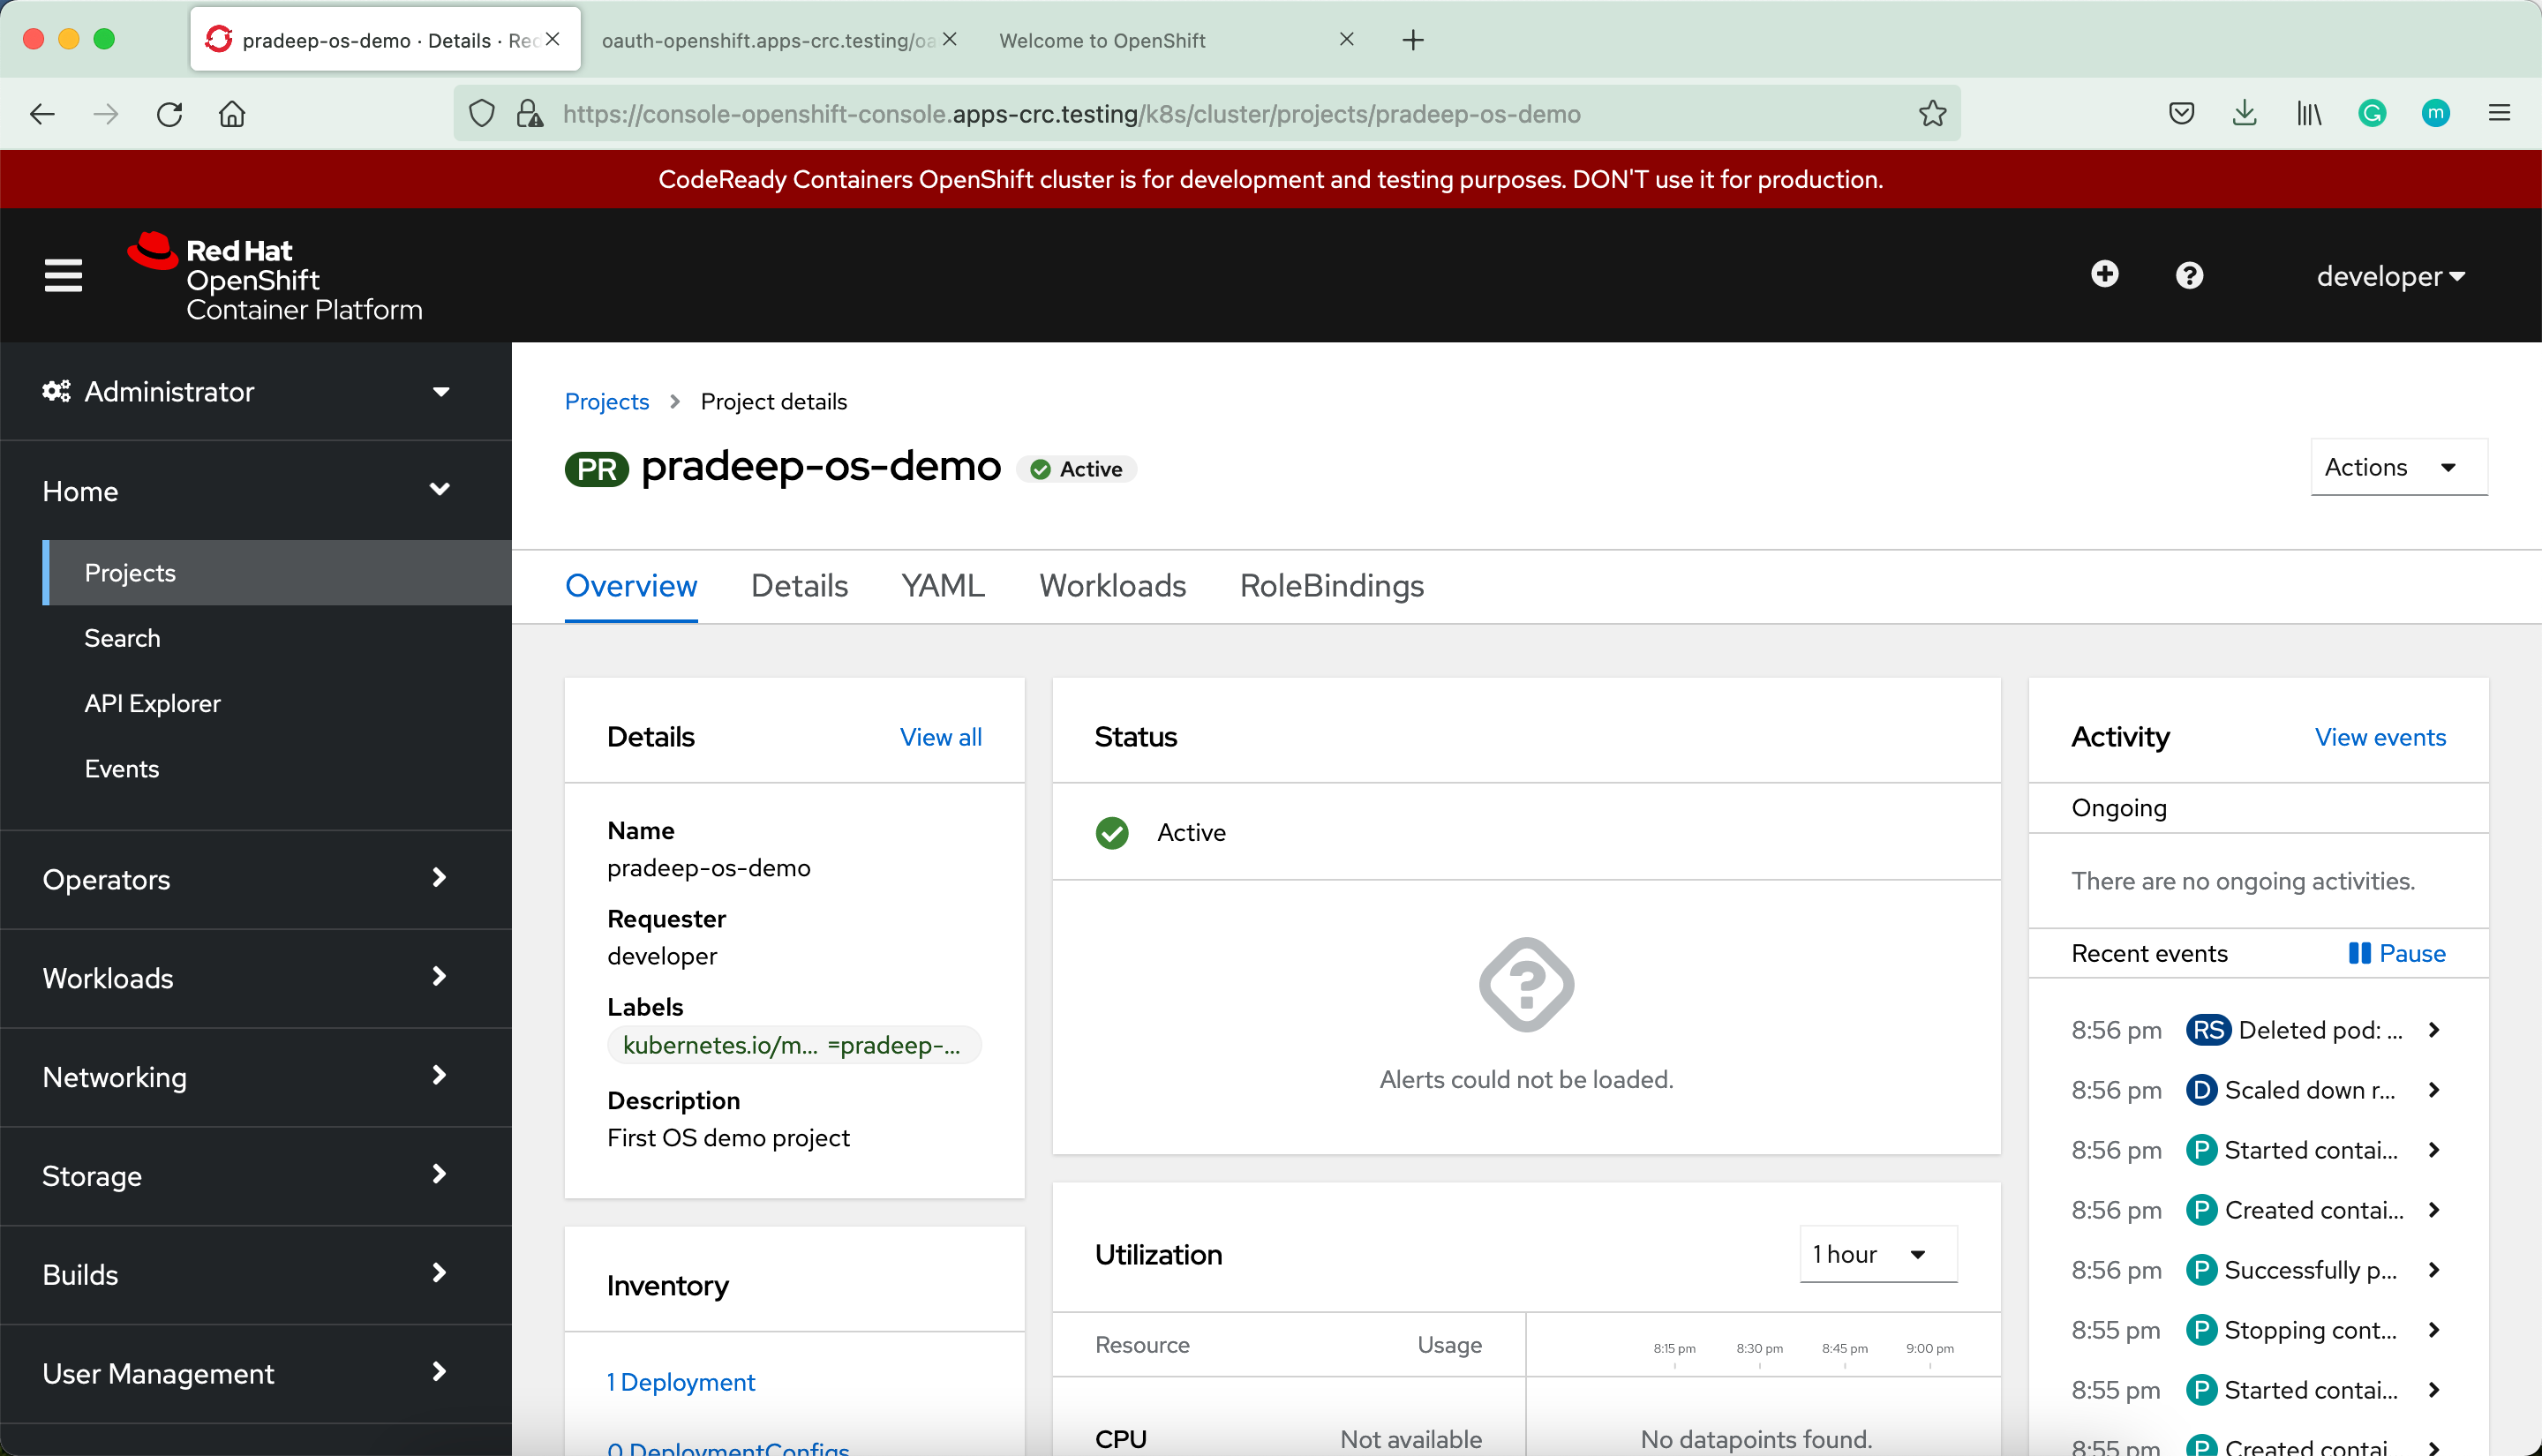 pradeep-os-demo · Details · Red
oauth-openshift.apps-crc.testing/oa
Welcome to OpenShift
https://console-openshift-console.apps-crc.testing/k8s/cluster/projects/pradeep-os-demo
m
CodeReady Containers OpenShift cluster is for development and testing purposes. DON'T use it for production.
Red Hat
OpenShift
Container Platform
developer
Administrator
Home
Projects
Search
API Explorer
Events
Operators
Workloads
Networking
Storage
Builds
User Management
Projects > Project details
PR pradeep-os-demo Active
Actions
Overview Details YAML Workloads RoleBindings
Details View all
Name
pradeep-os-demo
Requester
developer
Labels
kubernetes.io/m... =pradeep-...
Description
First OS demo project
Inventory
1 Deployment
0 DeploymentConfigs
Status
Active
Alerts could not be loaded.
Utilization 1 hour
Resource Usage 8:15 pm 8:30 pm 8:45 pm 9:00 pm
CPU Not available No datapoints found.
Activity View events
Ongoing
There are no ongoing activities.
Recent events Pause
8:56 pm RS Deleted pod: ...
8:56 pm D Scaled down r...
8:56 pm P Started contai...
8:56 pm P Created contai...
8:56 pm P Successfully p...
8:55 pm P Stopping cont...
8:55 pm P Started contai...
8:55 pm P Created contai...